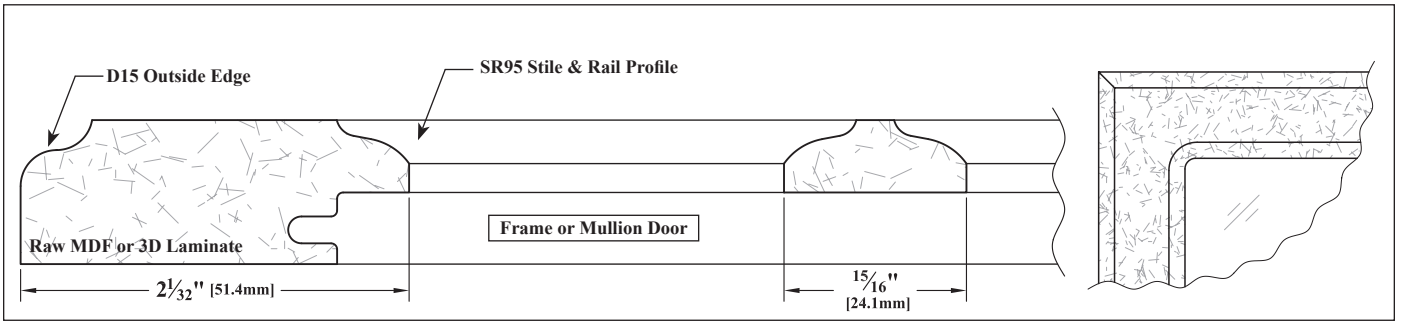 D15 Outside Edge
SR95 Stile & Rail Profile
Frame or Mullion Door
Raw MDF or 3D Laminate
2 1/32" [51.4mm]
15/16"
[24.1mm]